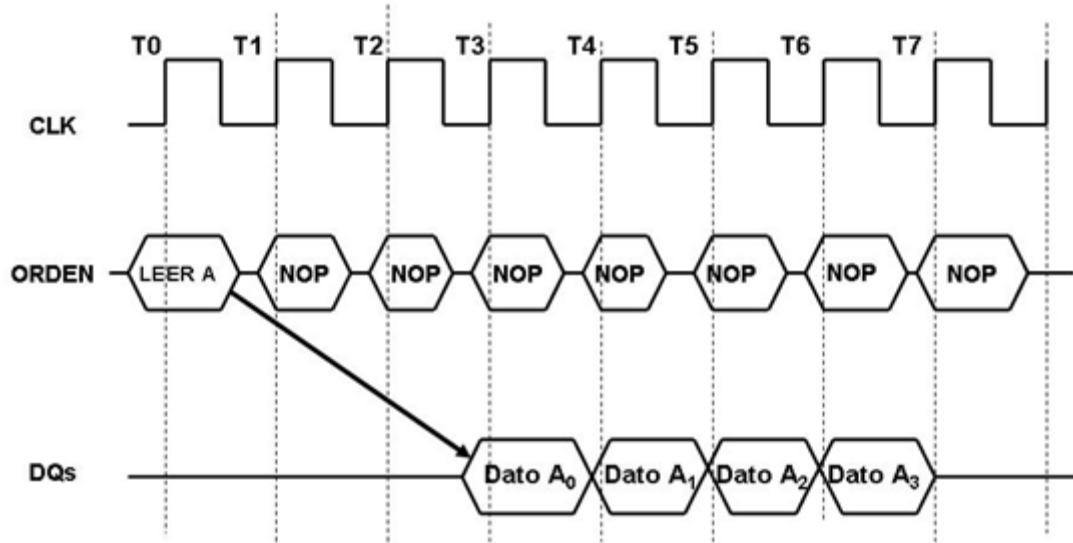 T0 T1 T2 T3 T4 T5 T6 T7
CLK
ORDEN LEER A NOP NOP NOP NOP NOP NOP NOP
DQs Dato A₀ Dato A₁ Dato A₂ Dato A₃